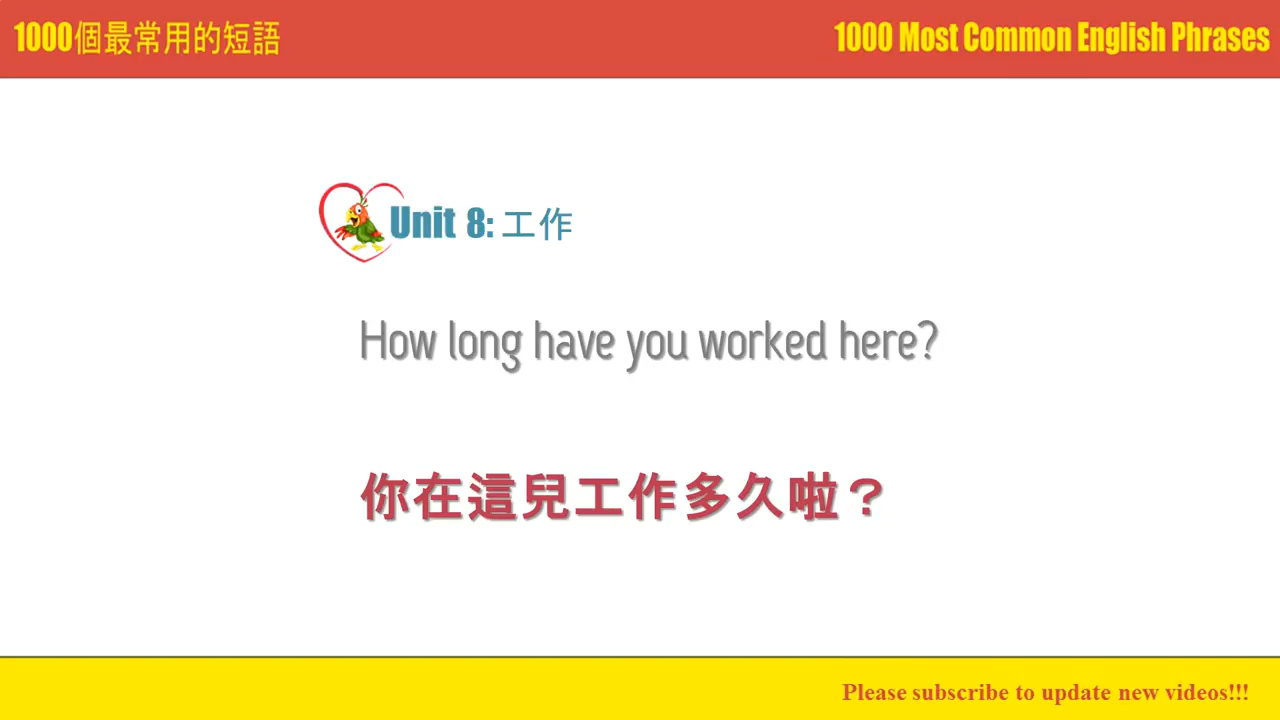 1000個最常用的短語
1000 Most Common English Phrases
Unit 8: 工作
How long have you worked here?
你在這兒工作多久啦？
Please subscribe to update new videos!!!